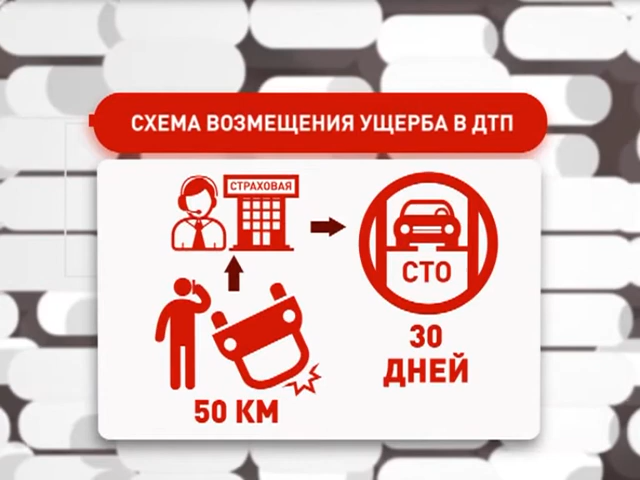 СХЕМА ВОЗМЕЩЕНИЯ УЩЕРБА В ДТП
СТРАХОВАЯ
СТО
50 КМ
30
ДНЕЙ